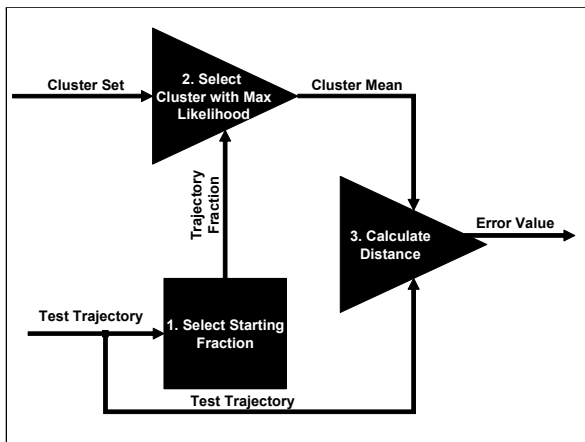 Cluster Set
2. Select
Cluster with Max
Likelihood
Cluster Mean
Trajectory
Fraction
3. Calculate
Distance
Error Value
Test Trajectory
1. Select Starting
Fraction
Test Trajectory